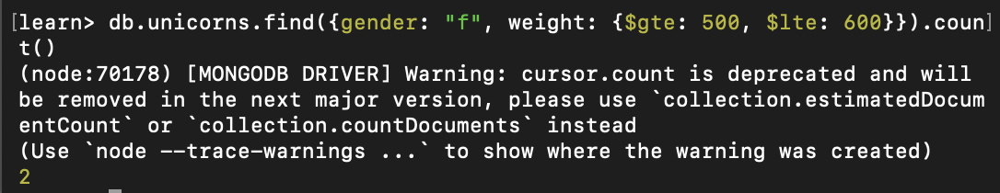 [learn> db.unicorns.find({gender: "f", weight: {$gte: 500, $lte: 600}}).coun]
t()
(node:70178) [MONGODB DRIVER] Warning: cursor.count is deprecated and will
be removed in the next major version, please use `collection.estimatedDocum
entCount` or `collection.countDocuments` instead
(Use `node --trace-warnings ...` to show where the warning was created)
2